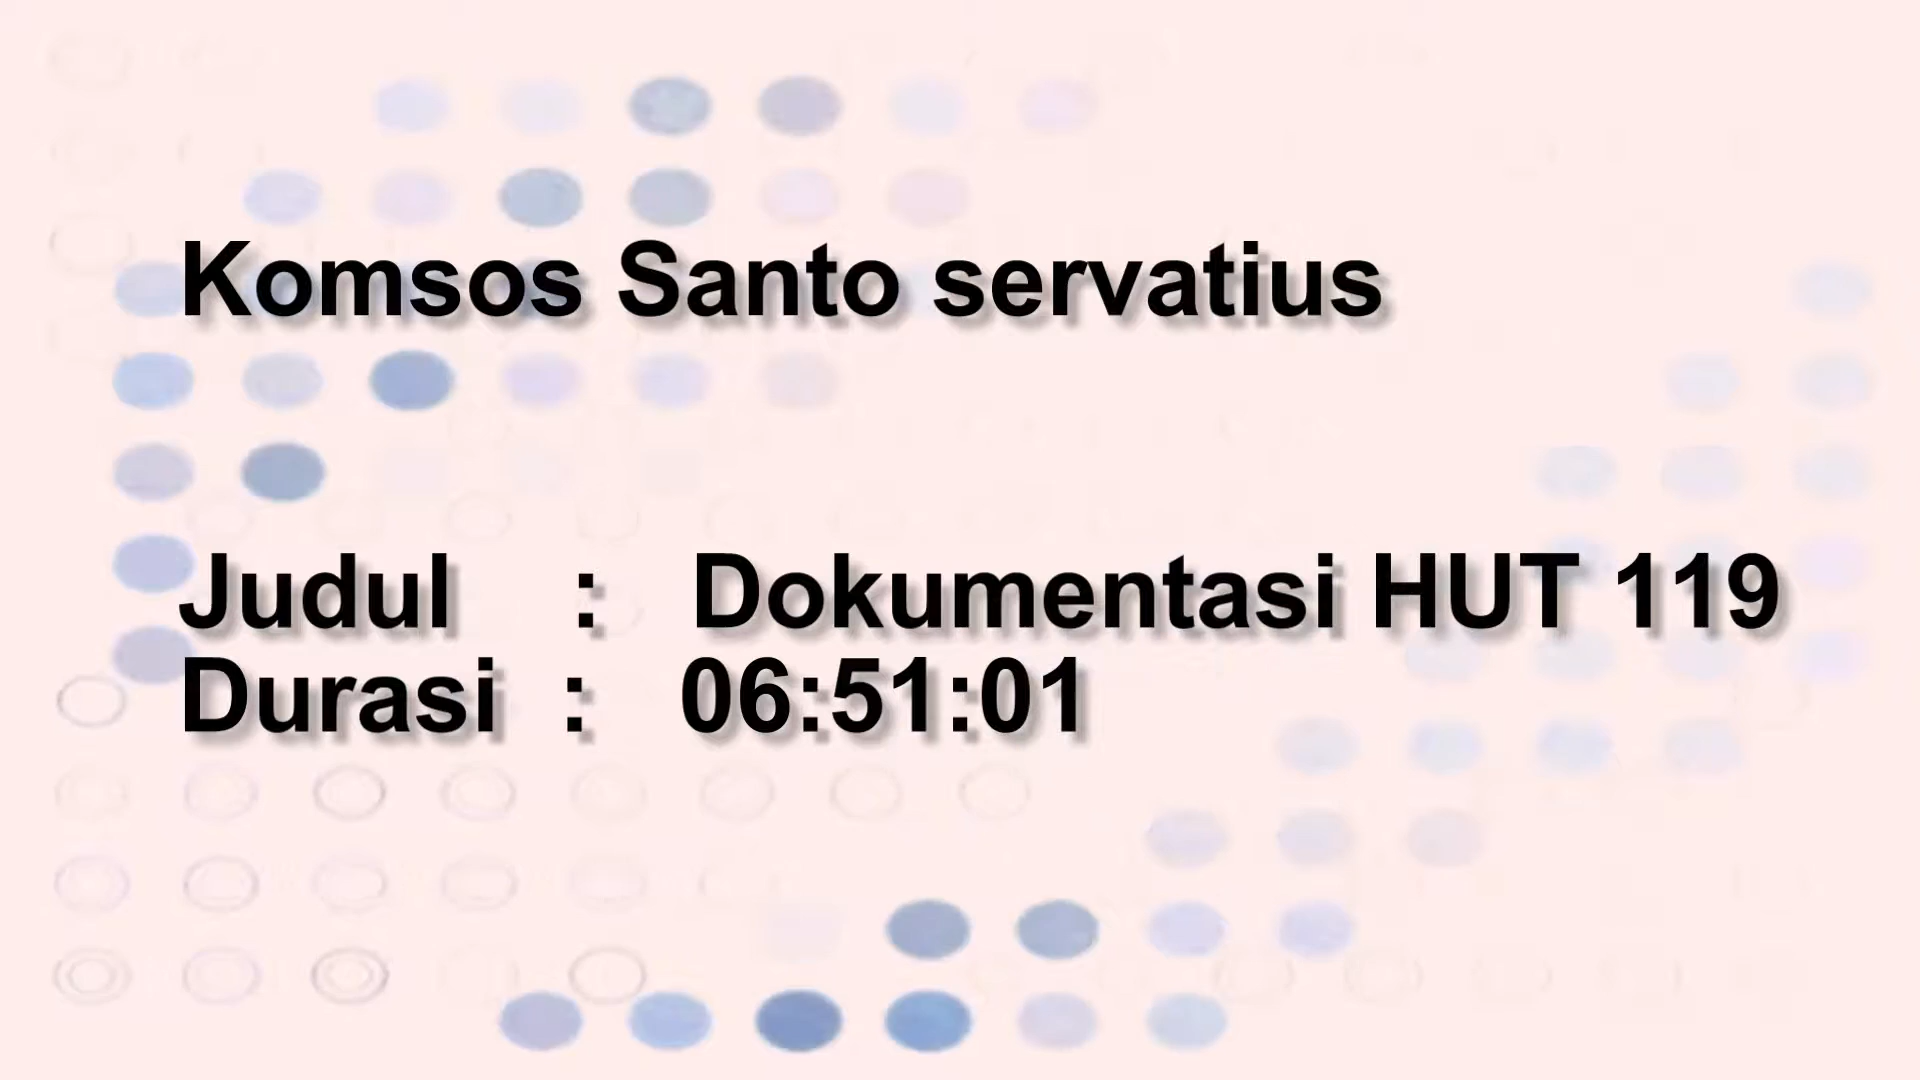 Komsos Santo servatius
Judul : Dokumentasi HUT 119
Durasi : 06:51:01